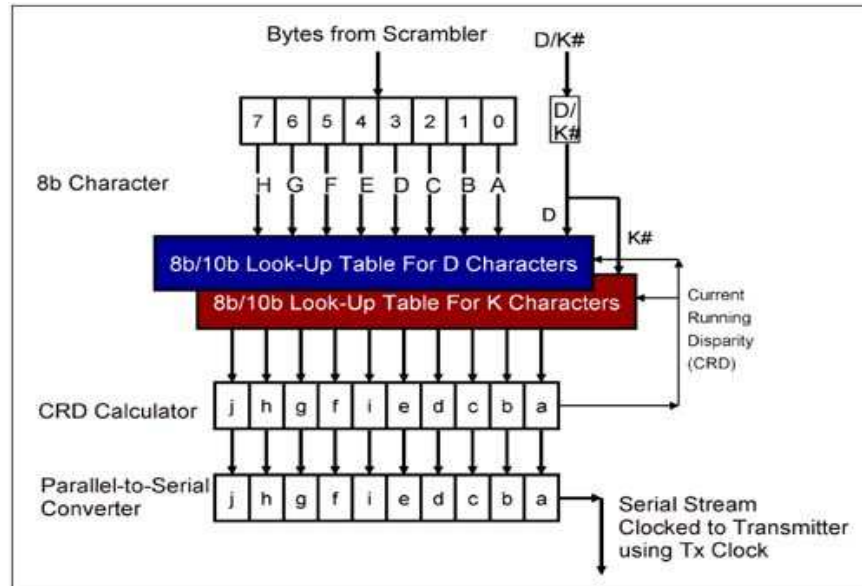 Bytes from Scrambler
D/K#
7 6 5 4 3 2 1 0
D/
K#
8b Character
H G F E D C B A
D
K#
8b/10b Look-Up Table For D Characters
8b/10b Look-Up Table For K Characters
Current
Running
Disparity
(CRD)
CRD Calculator
j h g f i e d c b a
Parallel-to-Serial
Converter
j h g f i e d c b a
Serial Stream
Clocked to Transmitter
using Tx Clock